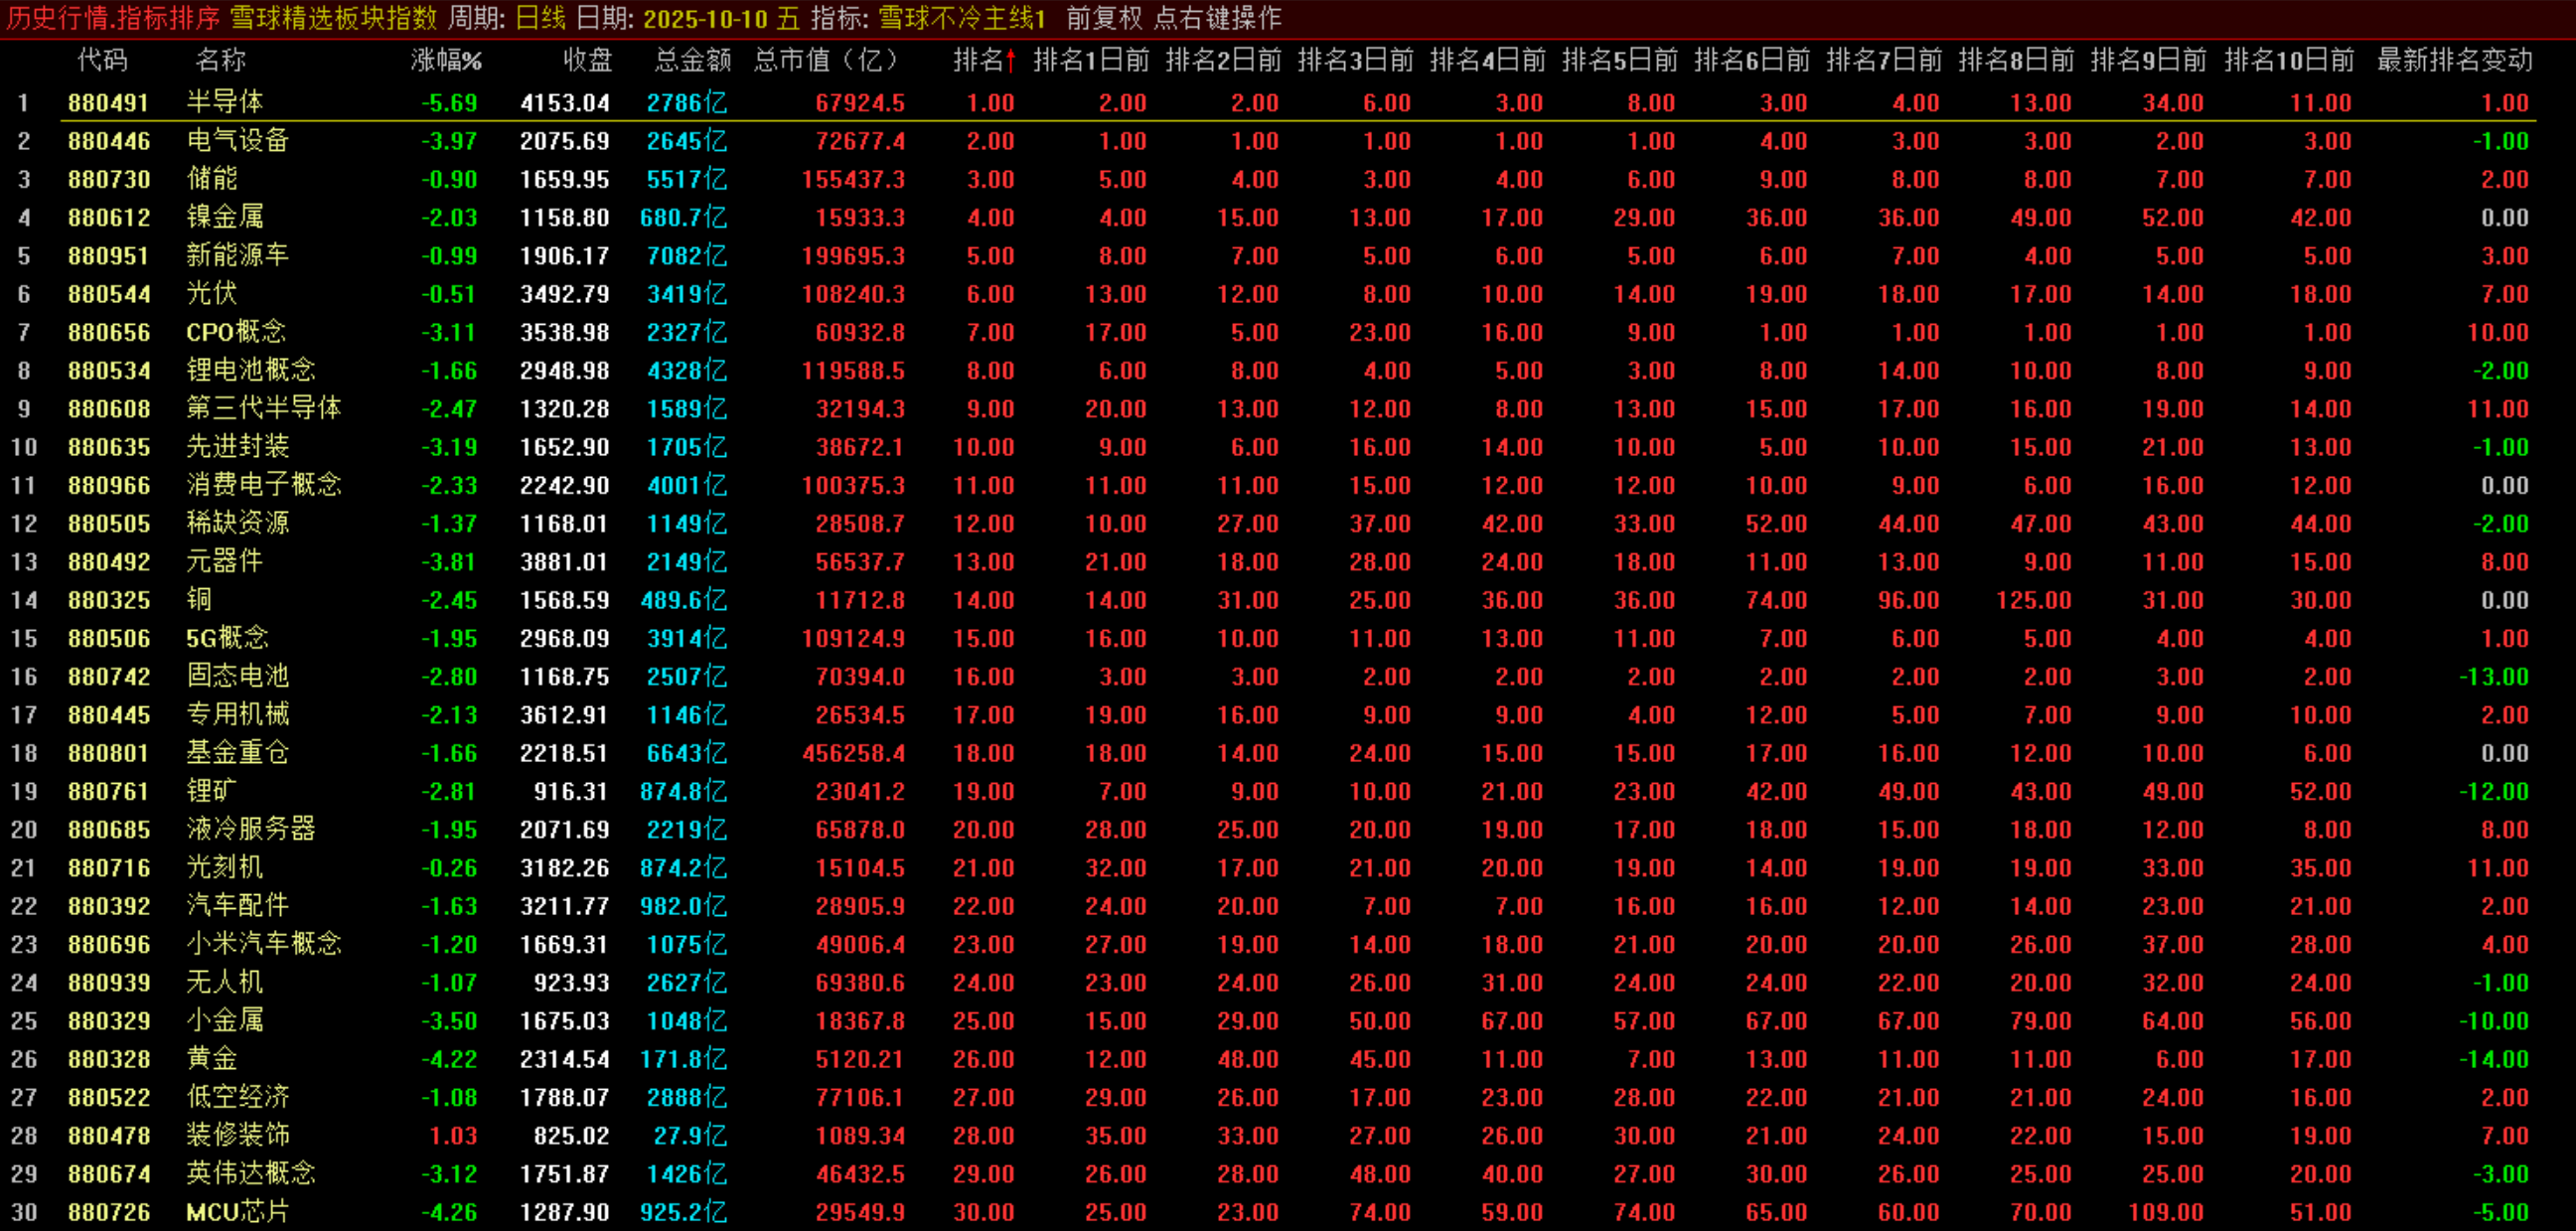 历史行情.指标排序 雪球精选板块指数 周期: 日线 日期: 2025-10-10 五 指标: 雪球不冷主线1 前复权 点右键操作
代码 名称 涨幅% 收盘 总金额 总市值（亿） 排名↑ 排名1日前 排名2日前 排名3日前 排名4日前 排名5日前 排名6日前 排名7日前 排名8日前 排名9日前 排名10日前 最新排名变动
1 880491 半导体 -5.69 4153.04 2786亿 67924.5 1.00 2.00 2.00 6.00 3.00 8.00 3.00 4.00 13.00 34.00 11.00 1.00
2 880446 电气设备 -3.97 2075.69 2645亿 72677.4 2.00 1.00 1.00 1.00 1.00 1.00 4.00 3.00 3.00 2.00 3.00 -1.00
3 880730 储能 -0.90 1659.95 5517亿 155437.3 3.00 5.00 4.00 3.00 4.00 6.00 9.00 8.00 8.00 7.00 7.00 2.00
4 880612 镍金属 -2.03 1158.80 680.7亿 15933.3 4.00 4.00 15.00 13.00 17.00 29.00 36.00 36.00 49.00 52.00 42.00 0.00
5 880951 新能源车 -0.99 1906.17 7082亿 199695.3 5.00 8.00 7.00 5.00 6.00 5.00 6.00 7.00 4.00 5.00 5.00 3.00
6 880544 光伏 -0.51 3492.79 3419亿 108240.3 6.00 13.00 12.00 8.00 10.00 14.00 19.00 18.00 17.00 14.00 18.00 7.00
7 880656 CPO概念 -3.11 3538.98 2327亿 60932.8 7.00 17.00 5.00 23.00 16.00 9.00 1.00 1.00 1.00 1.00 1.00 10.00
8 880534 锂电池概念 -1.66 2948.98 4328亿 119588.5 8.00 6.00 8.00 4.00 5.00 3.00 8.00 14.00 10.00 8.00 9.00 -2.00
9 880608 第三代半导体 -2.47 1320.28 1589亿 32194.3 9.00 20.00 13.00 12.00 8.00 13.00 15.00 17.00 16.00 19.00 14.00 11.00
10 880635 先进封装 -3.19 1652.90 1705亿 38672.1 10.00 9.00 6.00 16.00 14.00 10.00 5.00 10.00 15.00 21.00 13.00 -1.00
11 880966 消费电子概念 -2.33 2242.90 4001亿 100375.3 11.00 11.00 11.00 15.00 12.00 12.00 10.00 9.00 6.00 16.00 12.00 0.00
12 880505 稀缺资源 -1.37 1168.01 1149亿 28508.7 12.00 10.00 27.00 37.00 42.00 33.00 52.00 44.00 47.00 43.00 44.00 -2.00
13 880492 元器件 -3.81 3881.01 2149亿 56537.7 13.00 21.00 18.00 28.00 24.00 18.00 11.00 13.00 9.00 11.00 15.00 8.00
14 880325 铜 -2.45 1568.59 489.6亿 11712.8 14.00 14.00 31.00 25.00 36.00 36.00 74.00 96.00 125.00 31.00 30.00 0.00
15 880506 5G概念 -1.95 2968.09 3914亿 109124.9 15.00 16.00 10.00 11.00 13.00 11.00 7.00 6.00 5.00 4.00 4.00 1.00
16 880742 固态电池 -2.80 1168.75 2507亿 70394.0 16.00 3.00 3.00 2.00 2.00 2.00 2.00 2.00 2.00 3.00 2.00 -13.00
17 880445 专用机械 -2.13 3612.91 1146亿 26534.5 17.00 19.00 16.00 9.00 9.00 4.00 12.00 5.00 7.00 9.00 10.00 2.00
18 880801 基金重仓 -1.66 2218.51 6643亿 456258.4 18.00 18.00 14.00 24.00 15.00 15.00 17.00 16.00 12.00 10.00 6.00 0.00
19 880761 锂矿 -2.81 916.31 874.8亿 23041.2 19.00 7.00 9.00 10.00 21.00 23.00 42.00 49.00 43.00 49.00 52.00 -12.00
20 880685 液冷服务器 -1.95 2071.69 2219亿 65878.0 20.00 28.00 25.00 20.00 19.00 17.00 18.00 15.00 18.00 12.00 8.00 8.00
21 880716 光刻机 -0.26 3182.26 874.2亿 15104.5 21.00 32.00 17.00 21.00 20.00 19.00 14.00 19.00 19.00 33.00 35.00 11.00
22 880392 汽车配件 -1.63 3211.77 982.0亿 28905.9 22.00 24.00 20.00 7.00 7.00 16.00 16.00 12.00 14.00 23.00 21.00 2.00
23 880696 小米汽车概念 -1.20 1669.31 1075亿 49006.4 23.00 27.00 19.00 14.00 18.00 21.00 20.00 20.00 26.00 37.00 28.00 4.00
24 880939 无人机 -1.07 923.93 2627亿 69380.6 24.00 23.00 24.00 26.00 31.00 24.00 24.00 22.00 20.00 32.00 24.00 -1.00
25 880329 小金属 -3.50 1675.03 1048亿 18367.8 25.00 15.00 29.00 50.00 67.00 57.00 67.00 67.00 79.00 64.00 56.00 -10.00
26 880328 黄金 -4.22 2314.54 171.8亿 5120.21 26.00 12.00 48.00 45.00 11.00 7.00 13.00 11.00 11.00 6.00 17.00 -14.00
27 880522 低空经济 -1.08 1788.07 2888亿 77106.1 27.00 29.00 26.00 17.00 23.00 28.00 22.00 21.00 21.00 24.00 16.00 2.00
28 880478 装修装饰 1.03 825.02 27.9亿 1089.34 28.00 35.00 33.00 27.00 26.00 30.00 21.00 24.00 22.00 15.00 19.00 7.00
29 880674 英伟达概念 -3.12 1751.87 1426亿 46432.5 29.00 26.00 28.00 48.00 40.00 27.00 30.00 26.00 25.00 25.00 20.00 -3.00
30 880726 MCU芯片 -4.26 1287.90 925.2亿 29549.9 30.00 25.00 23.00 74.00 59.00 74.00 65.00 60.00 70.00 109.00 51.00 -5.00